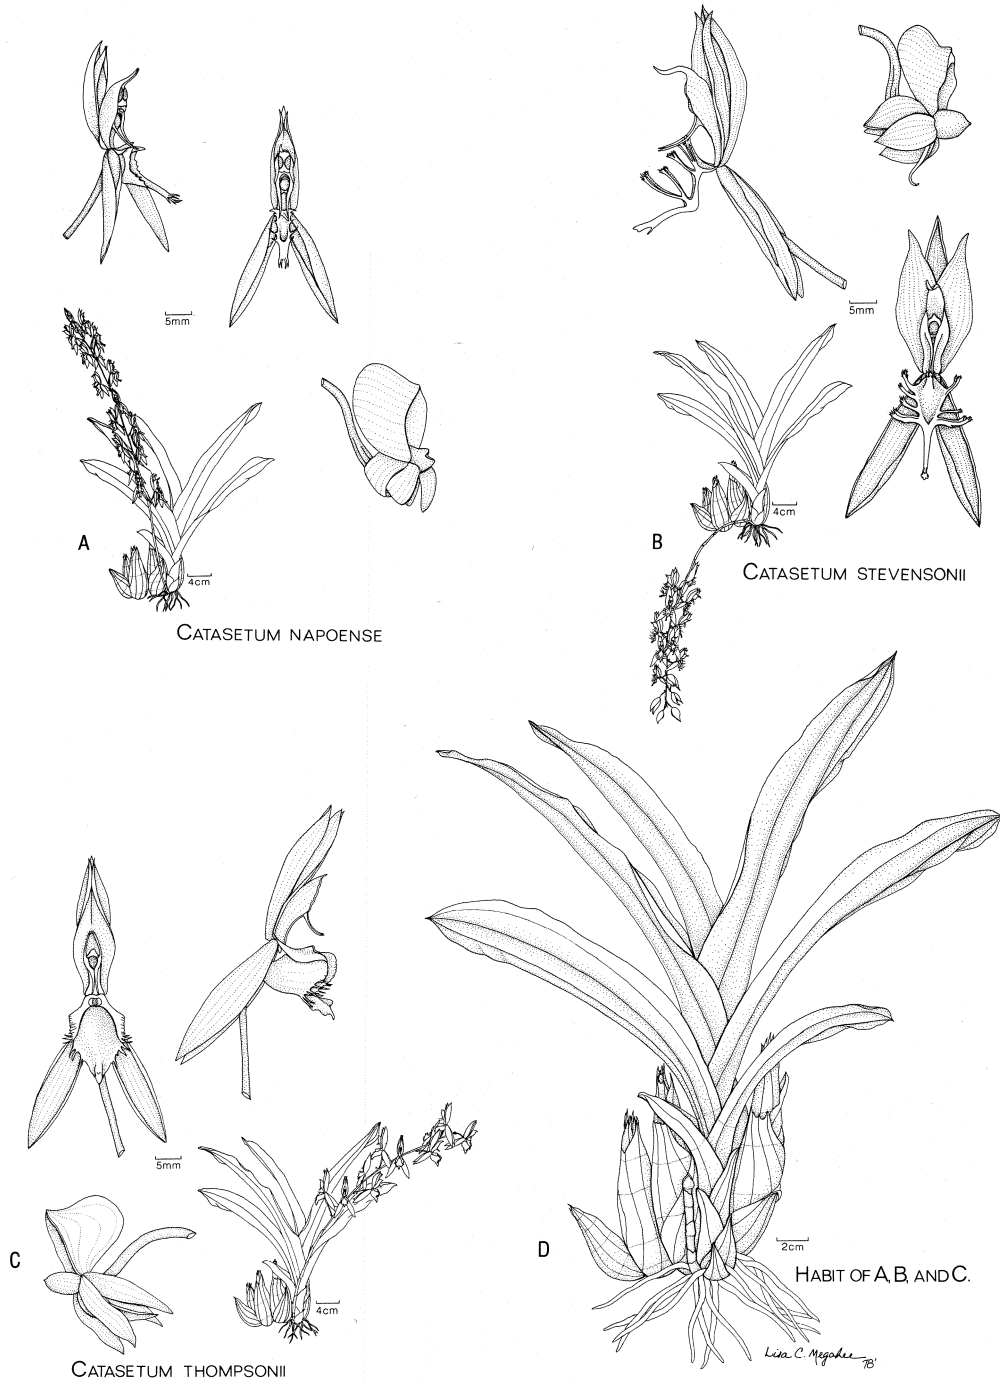 5mm
A
4cm
CATASETUM NAPOENSE
5mm
B
4cm
CATASETUM STEVENSONII
5mm
C
4cm
CATASETUM THOMPSONII
D
2cm
HABIT OF A, B, AND C.
Lisa C. Megahee
78'